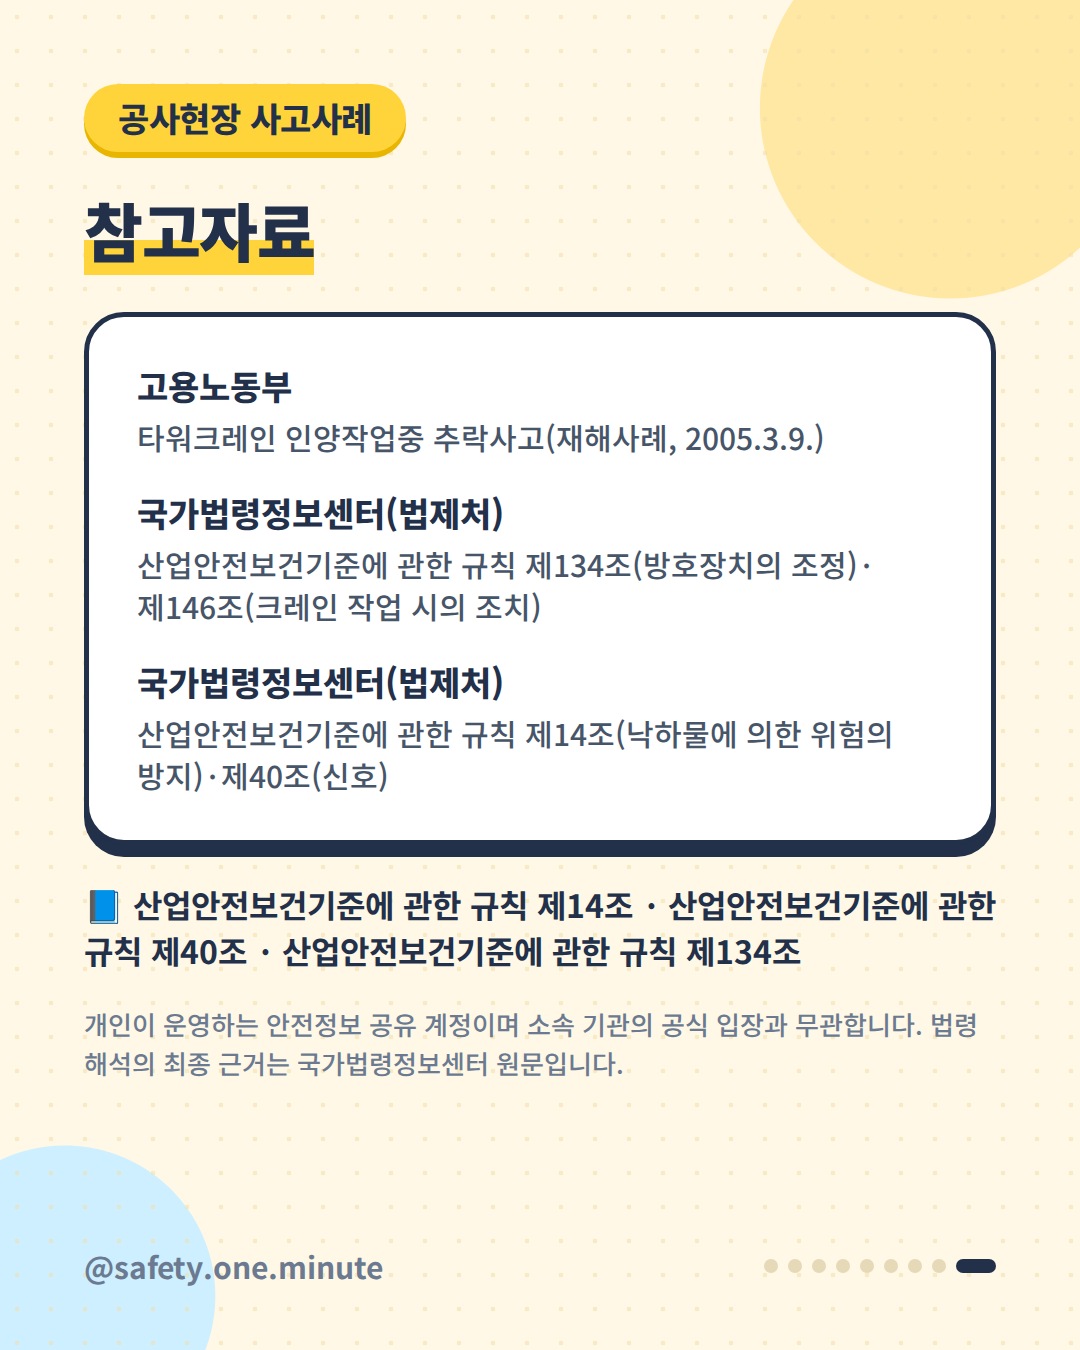 공사현장 사고사례
참고자료
고용노동부
타워크레인 인양작업중 추락사고(재해사례, 2005.3.9.)
국가법령정보센터(법제처)
산업안전보건기준에 관한 규칙 제134조(방호장치의 조정)·
제146조(크레인 작업 시의 조치)
국가법령정보센터(법제처)
산업안전보건기준에 관한 규칙 제14조(낙하물에 의한 위험의
방지)·제40조(신호)
📘 산업안전보건기준에 관한 규칙 제14조 · 산업안전보건기준에 관한
규칙 제40조 · 산업안전보건기준에 관한 규칙 제134조
개인이 운영하는 안전정보 공유 계정이며 소속 기관의 공식 입장과 무관합니다. 법령
해석의 최종 근거는 국가법령정보센터 원문입니다.
@safety.one.minute